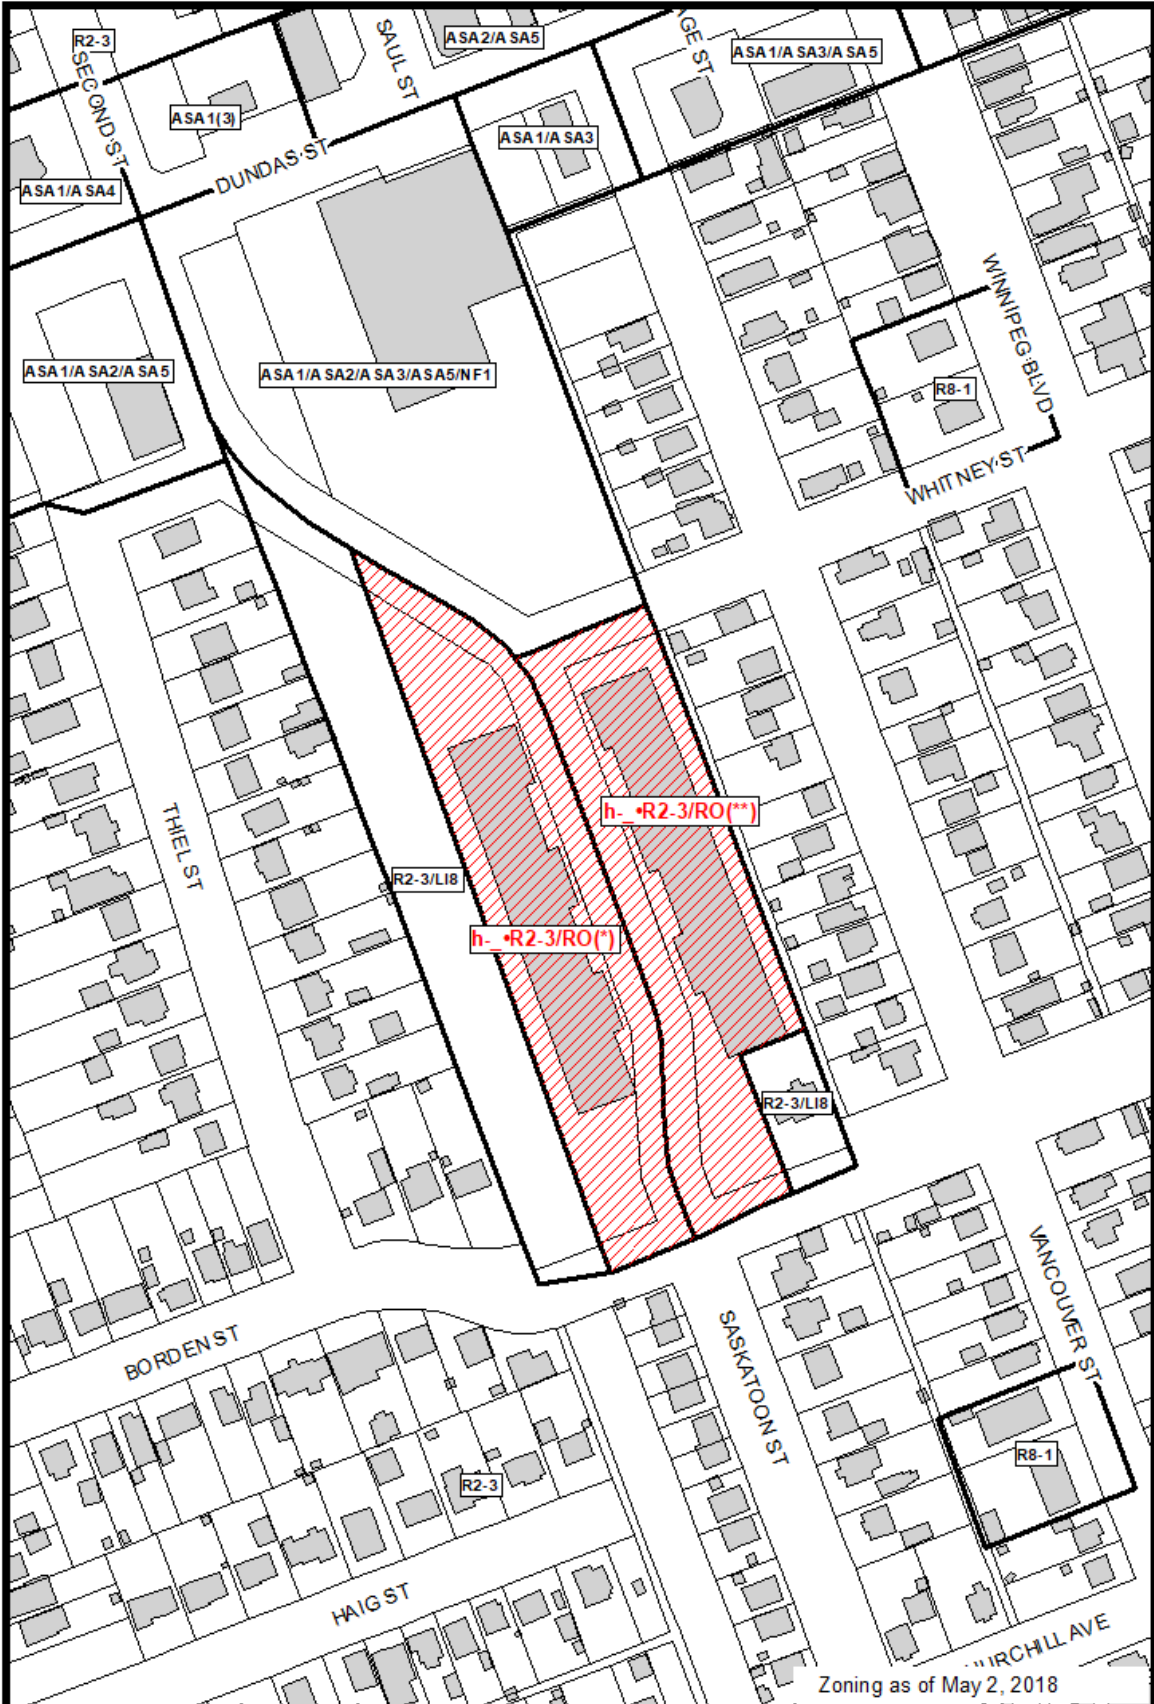 R2-3
SECOND ST
SAUL ST
ASA2/ASA5
AGE ST
ASA1/ASA3/ASA5
ASA1(3)
DUNDAS ST
ASA1/ASA3
ASA1/ASA4
WINNIPEG BLVD
ASA1/ASA2/ASA5
ASA1/ASA2/ASA3/ASA5/NF1
R8-1
WHITNEY ST
THIEL ST
h-_•R2-3/RO(**)
R2-3/LI8
h-_•R2-3/RO(*)
R2-3/LI8
VANCOUVER ST
BORDEN ST
SASKATOON ST
R8-1
R2-3
HAIG ST
HURCHILL AVE
Zoning as of May 2, 2018